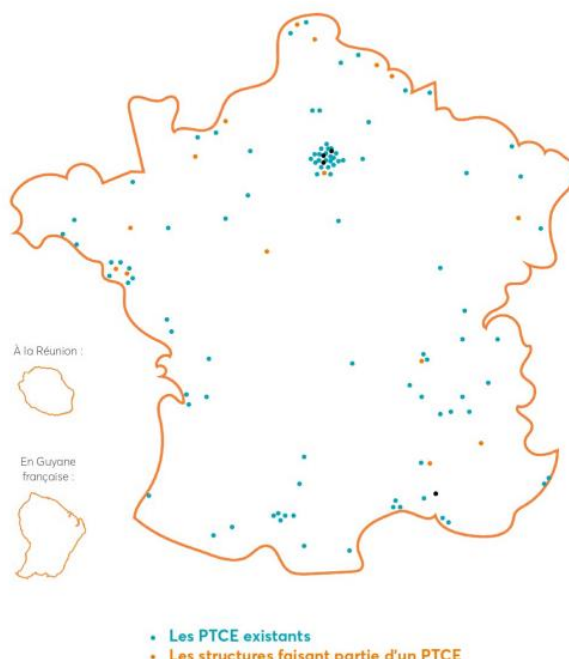 À la Réunion :
En Guyane
française :
• Les PTCE existants
• Les structures faisant partie d'un PTCE